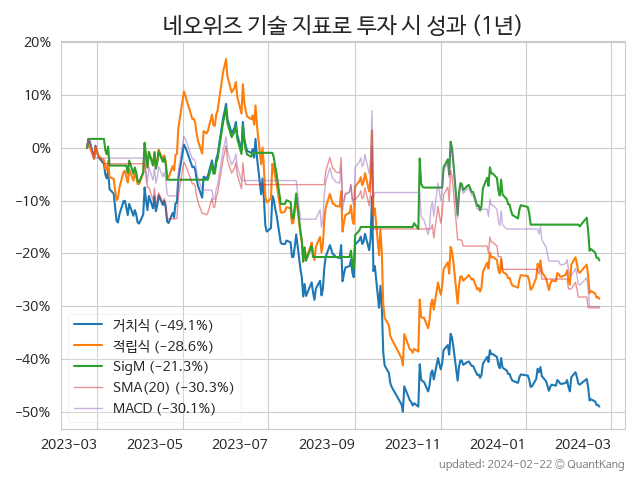 네오위즈 기술 지표로 투자 시 성과 (1년)
20%
10%
0%
−10%
−20%
−30%
−40%
−50%
거치식 (−49.1%)
적립식 (−28.6%)
SigM (−21.3%)
SMA(20) (−30.3%)
MACD (−30.1%)
2023-03 2023-05 2023-07 2023-09 2023-11 2024-01 2024-03
updated: 2024-02-22 ⓒ QuantKang